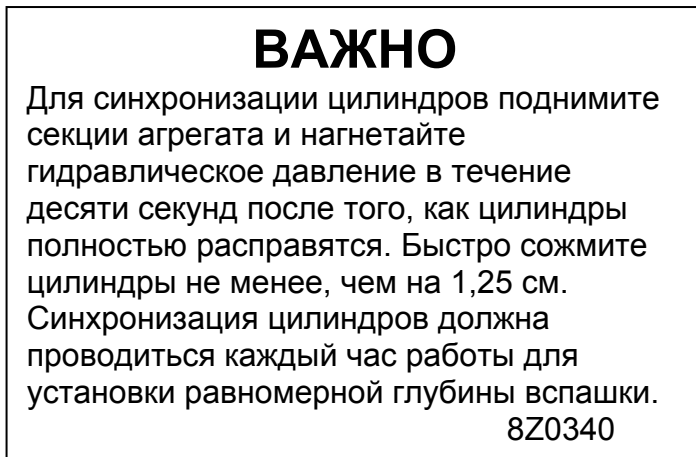 ВАЖНО
Для синхронизации цилиндров поднимите
секции агрегата и нагнетайте
гидравлическое давление в течение
десяти секунд после того, как цилиндры
полностью расправятся. Быстро сожмите
цилиндры не менее, чем на 1,25 см.
Синхронизация цилиндров должна
проводиться каждый час работы для
установки равномерной глубины вспашки.
8Z0340